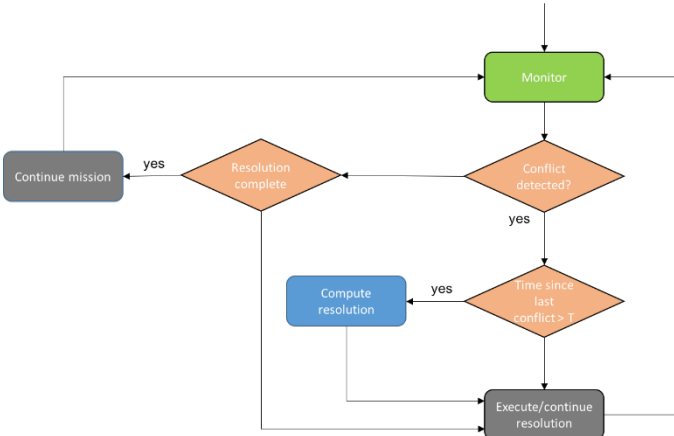 Monitor
Conflict
detected?
yes
Resolution
complete
yes
Continue mission
Time since
last
conflict > T
yes
Compute
resolution
Execute/continue
resolution